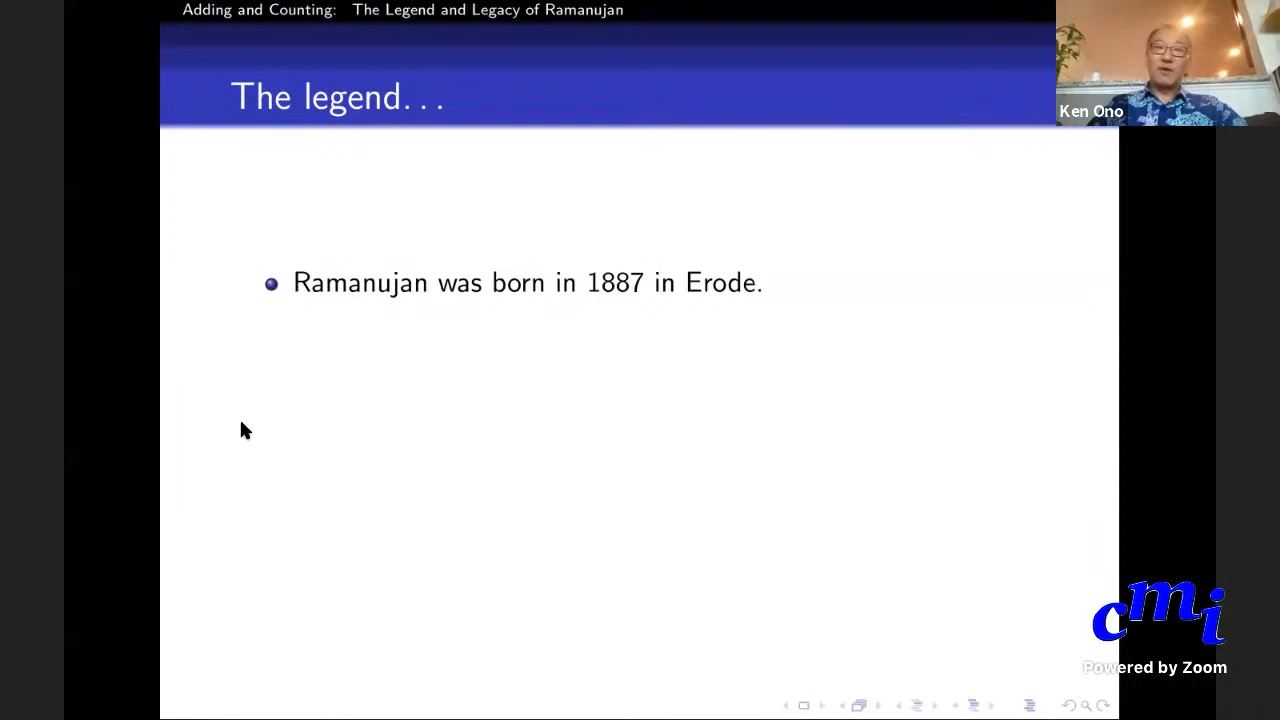 Adding and Counting: The Legend and Legacy of Ramanujan
The legend...
Ken Ono
Ramanujan was born in 1887 in Erode.
cmi
Powered by Zoom